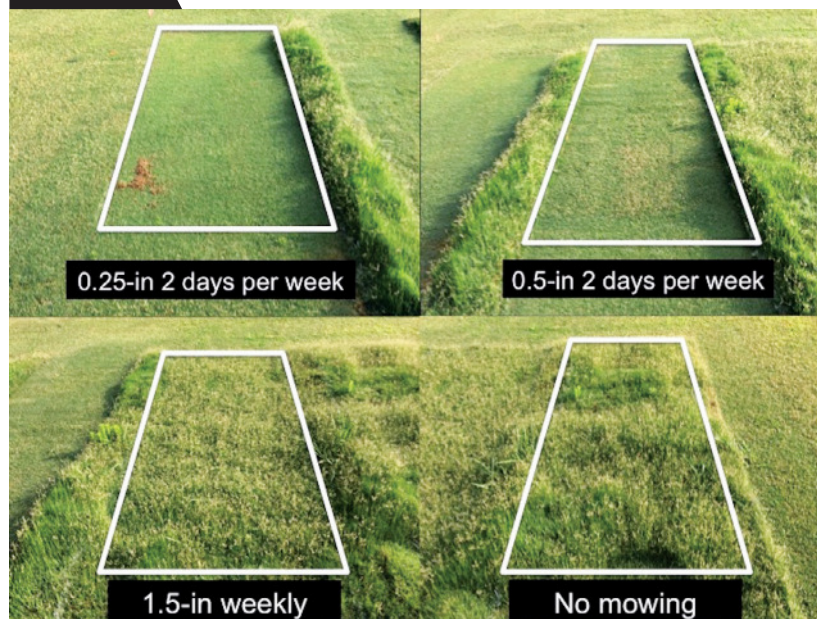 0.25-in 2 days per week
0.5-in 2 days per week
1.5-in weekly
No mowing